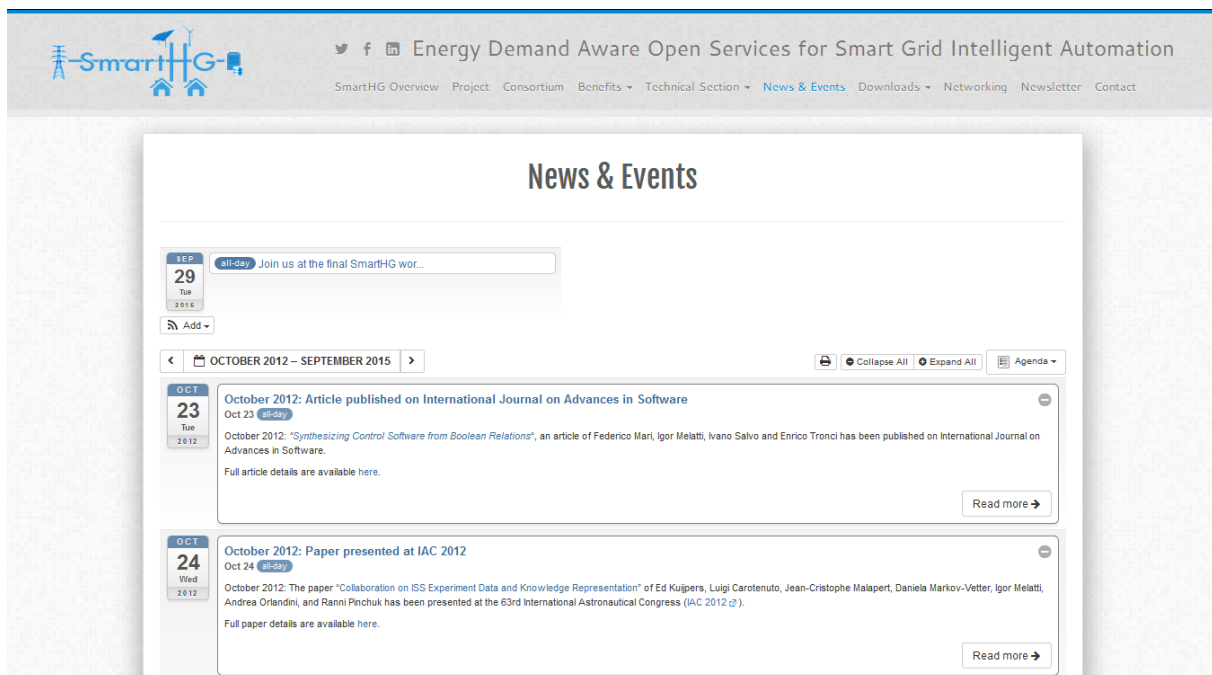 -SmartHG-
Energy Demand Aware Open Services for Smart Grid Intelligent Automation
SmartHG Overview Project Consortium Benefits Technical Section News & Events Downloads Networking Newsletter Contact
News & Events
SEP
29
Tue
2015
all-day Join us at the final SmartHG wor...
Add
OCTOBER 2012 – SEPTEMBER 2015
Collapse All Expand All Agenda
OCT
23
Tue
2012
October 2012: Article published on International Journal on Advances in Software
Oct 23 all-day
October 2012: "Synthesizing Control Software from Boolean Relations", an article of Federico Mari, Igor Melatti, Ivano Salvo and Enrico Tronci has been published on International Journal on
Advances in Software.
Full article details are available here.
Read more
OCT
24
Wed
2012
October 2012: Paper presented at IAC 2012
Oct 24 all-day
October 2012: The paper "Collaboration on ISS Experiment Data and Knowledge Representation" of Ed Kuijpers, Luigi Carotenuto, Jean-Cristophe Malapert, Daniela Markov-Vetter, Igor Melatti,
Andrea Orlandini, and Ranni Pinchuk has been presented at the 63rd International Astronautical Congress (IAC 2012 ).
Full paper details are available here.
Read more